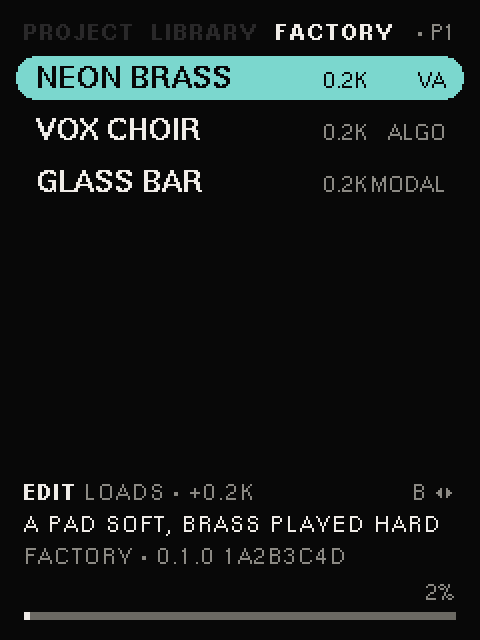 PROJECT LIBRARY FACTORY · P1
NEON BRASS 0.2K VA
VOX CHOIR 0.2K ALGO
GLASS BAR 0.2K MODAL
EDIT LOADS · +0.2K B ◂▸
A PAD SOFT, BRASS PLAYED HARD
FACTORY · 0.1.0 1A2B3C4D
2%